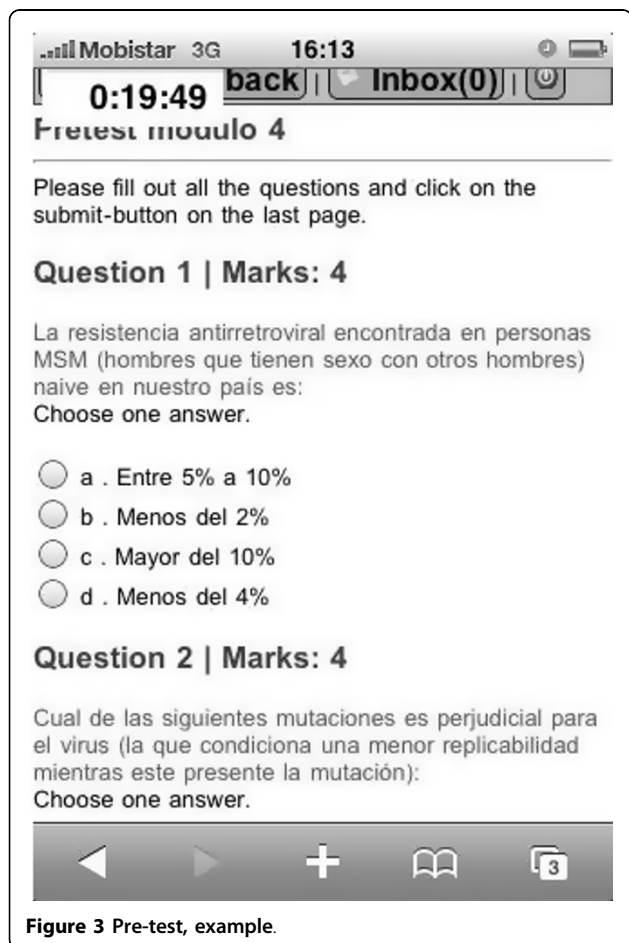 Mobistar 3G 16:13
0:19:49 back | Inbox(0) |
Pretest modulo 4
Please fill out all the questions and click on the
submit-button on the last page.
Question 1 | Marks: 4
La resistencia antirretroviral encontrada en personas
MSM (hombres que tienen sexo con otros hombres)
naive en nuestro país es:
Choose one answer.
a . Entre 5% a 10%
b . Menos del 2%
c . Mayor del 10%
d . Menos del 4%
Question 2 | Marks: 4
Cual de las siguientes mutaciones es perjudicial para
el virus (la que condiciona una menor replicabilidad
mientras este presente la mutación):
Choose one answer.
3
Figure 3 Pre-test, example.